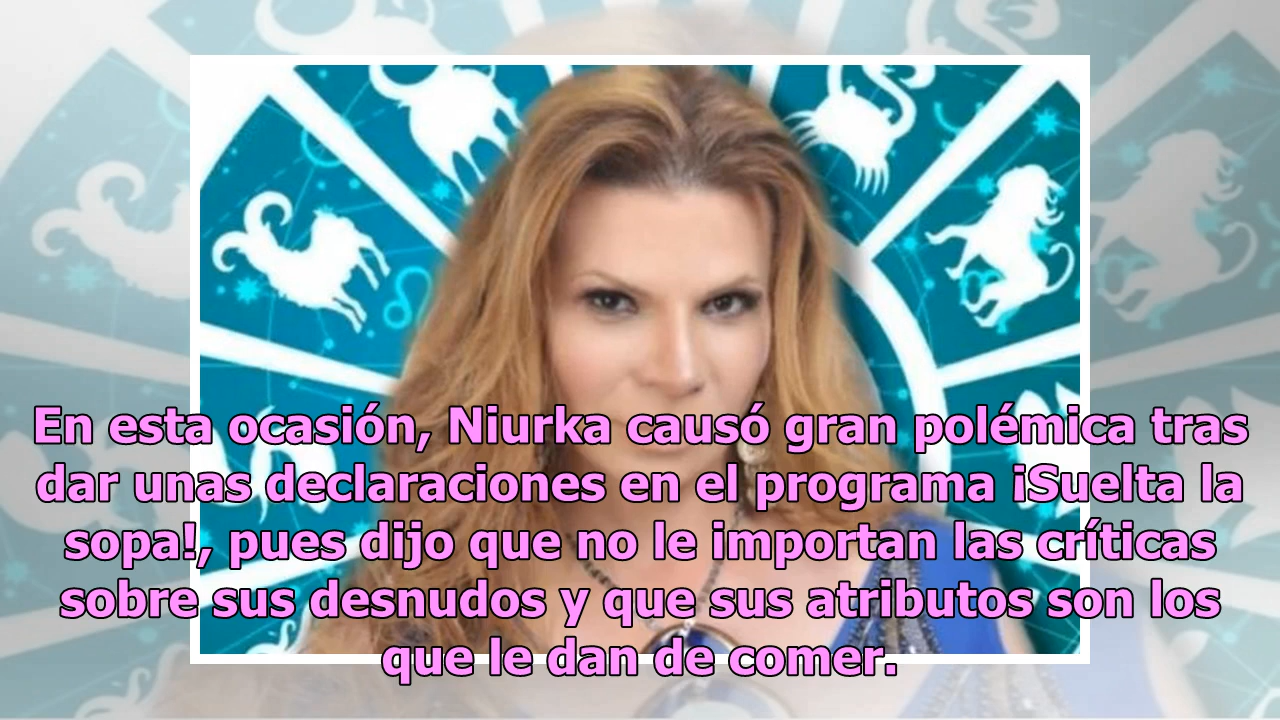 En esta ocasión, Niurka causó gran polémica tras
dar unas declaraciones en el programa ¡Suelta la
sopa!, pues dijo que no le importan las críticas
sobre sus desnudos y que sus atributos son los
que le dan de comer.